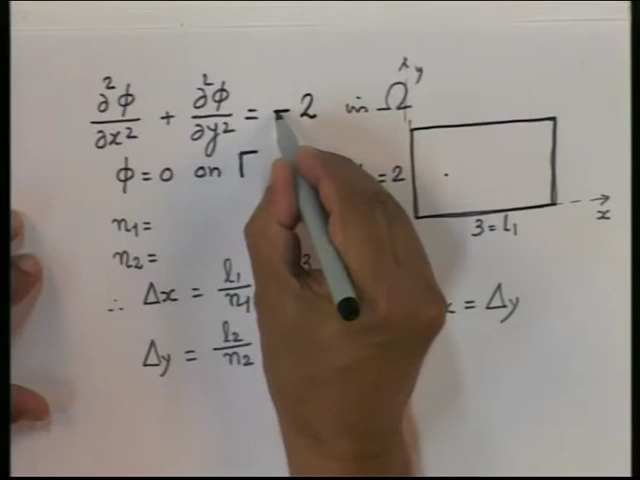 ∂²ϕ/∂x² + ∂²ϕ/∂y² = -2 in Ω
y
ϕ = 0 on Γ
= 2
x
3 = l₁
n₁ =
n₂ =
∴ Δx = l₁/n₁ 3
= Δy
Δy = l₂/n₂